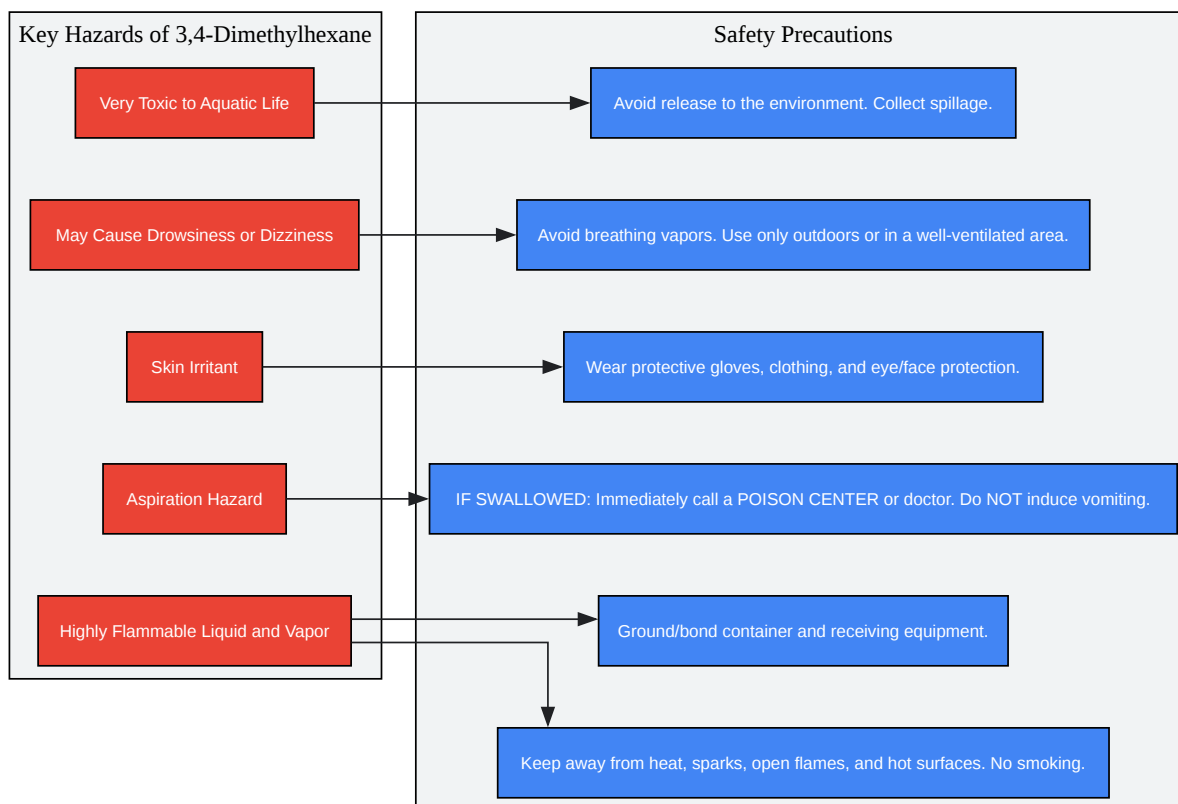 Key Hazards of 3,4-Dimethylhexane
Safety Precautions
Very Toxic to Aquatic Life
Avoid release to the environment. Collect spillage.
May Cause Drowsiness or Dizziness
Avoid breathing vapors. Use only outdoors or in a well-ventilated area.
Skin Irritant
Wear protective gloves, clothing, and eye/face protection.
Aspiration Hazard
IF SWALLOWED: Immediately call a POISON CENTER or doctor. Do NOT induce vomiting.
Highly Flammable Liquid and Vapor
Ground/bond container and receiving equipment.
Keep away from heat, sparks, open flames, and hot surfaces. No smoking.